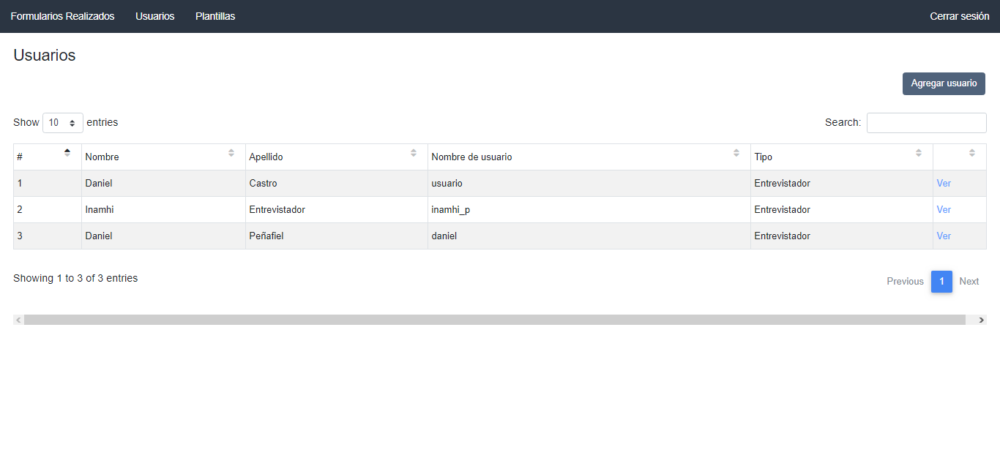 Formularios Realizados Usuarios Plantillas Cerrar sesión
Usuarios
Agregar usuario
Show 10 entries Search:
# Nombre Apellido Nombre de usuario Tipo
1 Daniel Castro usuario Entrevistador Ver
2 Inamhi Entrevistador inamhi_p Entrevistador Ver
3 Daniel Peñafiel daniel Entrevistador Ver
Showing 1 to 3 of 3 entries Previous 1 Next